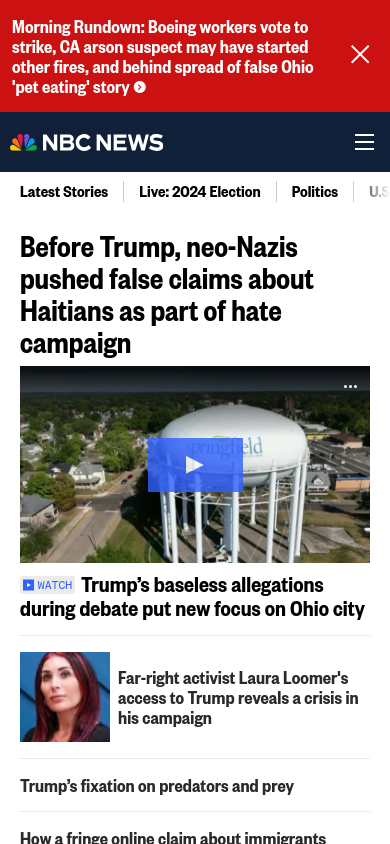 Morning Rundown: Boeing workers vote to
strike, CA arson suspect may have started
other fires, and behind spread of false Ohio
'pet eating' story
NBC NEWS
Latest Stories
Live: 2024 Election
Politics
U.S
Before Trump, neo-Nazis
pushed false claims about
Haitians as part of hate
campaign
springfield
WATCH Trump’s baseless allegations
during debate put new focus on Ohio city
Far-right activist Laura Loomer's
access to Trump reveals a crisis in
his campaign
Trump’s fixation on predators and prey
How a fringe online claim about immigrants